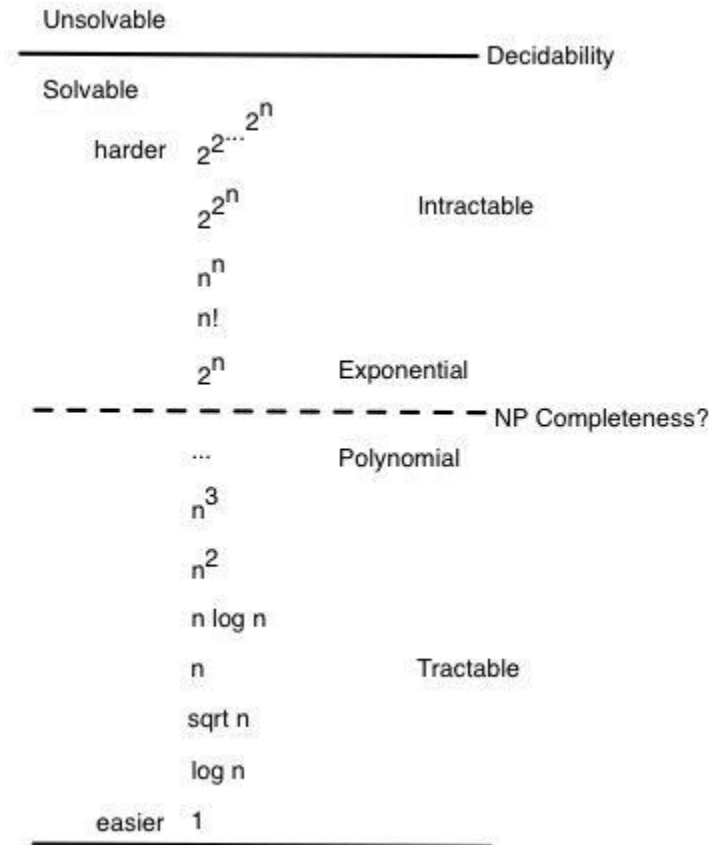 Unsolvable
Decidability
Solvable
harder 2^2^...^2^n
2^2^n Intractable
n^n
n!
2^n Exponential
NP Completeness?
... Polynomial
n^3
n^2
n log n
n Tractable
sqrt n
log n
easier 1